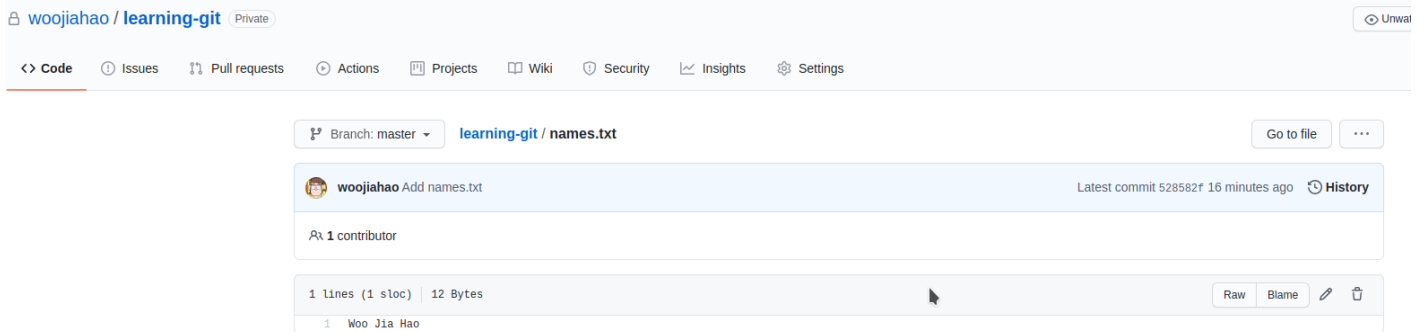 woojiahao / learning-git Private
Unwat
Code Issues Pull requests Actions Projects Wiki Security Insights Settings
Branch: master learning-git / names.txt Go to file ...
woojiahao Add names.txt Latest commit 528582f 16 minutes ago History
1 contributor
1 lines (1 sloc) 12 Bytes Raw Blame
1 Woo Jia Hao